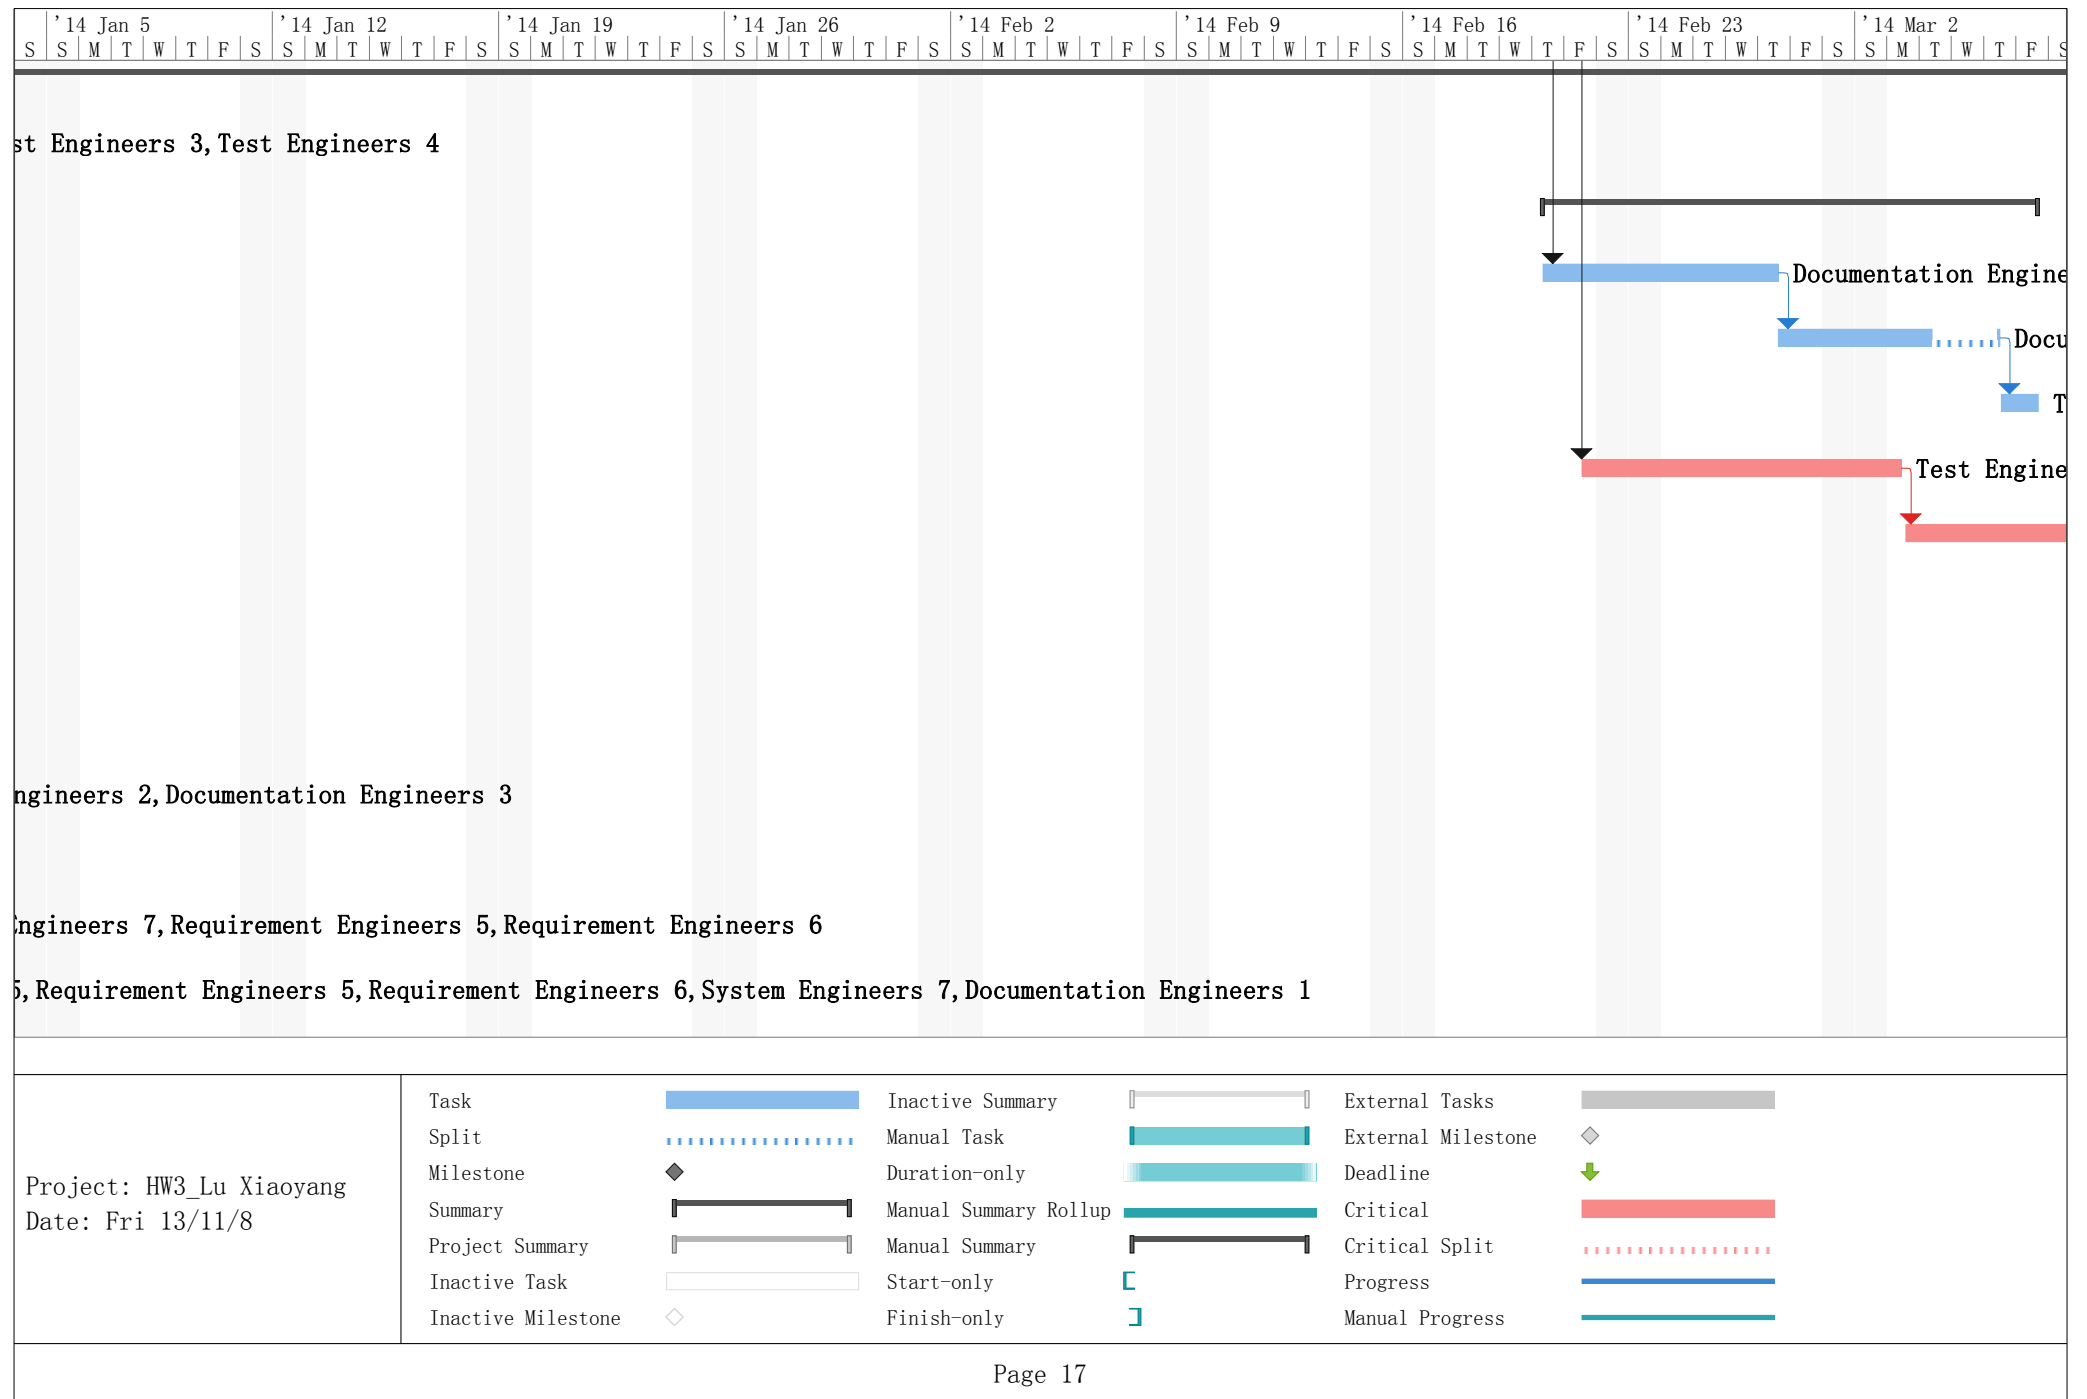 '14 Jan 5 '14 Jan 12 '14 Jan 19 '14 Jan 26 '14 Feb 2 '14 Feb 9 '14 Feb 16 '14 Feb 23 '14 Mar 2
S S M T W T F S S M T W T F S S M T W T F S S M T W T F S S M T W T F S S M T W T F S S M T W T F S S M T W T F S S M T W T F S
st Engineers 3,Test Engineers 4
Documentation Engine
Docu
T
Test Engine
ngineers 2,Documentation Engineers 3
Engineers 7,Requirement Engineers 5,Requirement Engineers 6
5,Requirement Engineers 5,Requirement Engineers 6,System Engineers 7,Documentation Engineers 1
Project: HW3_Lu Xiaoyang
Date: Fri 13/11/8
Task
Split
Milestone
Summary
Project Summary
Inactive Task
Inactive Milestone
Inactive Summary
Manual Task
Duration-only
Manual Summary Rollup
Manual Summary
Start-only
Finish-only
External Tasks
External Milestone
Deadline
Critical
Critical Split
Progress
Manual Progress
Page 17